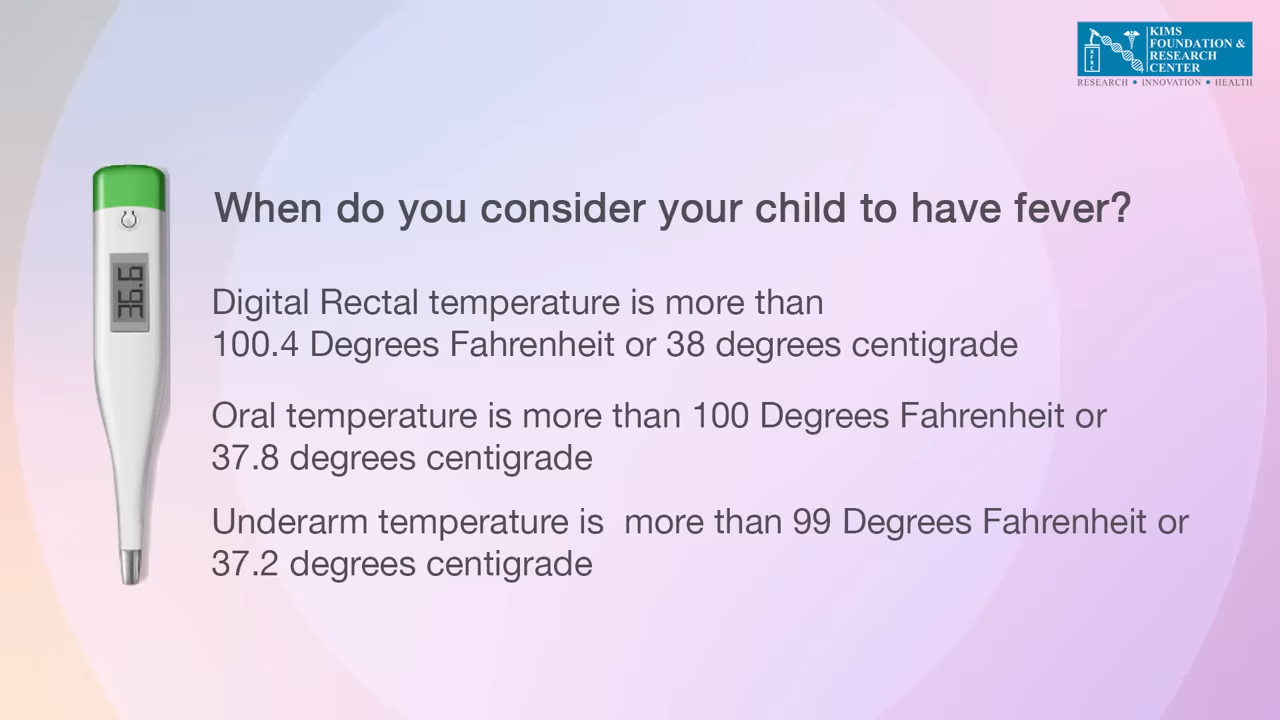 KIMS
FOUNDATION &
RESEARCH
CENTER
RESEARCH • INNOVATION • HEALTH
When do you consider your child to have fever?
36.6
Digital Rectal temperature is more than
100.4 Degrees Fahrenheit or 38 degrees centigrade
Oral temperature is more than 100 Degrees Fahrenheit or
37.8 degrees centigrade
Underarm temperature is  more than 99 Degrees Fahrenheit or
37.2 degrees centigrade